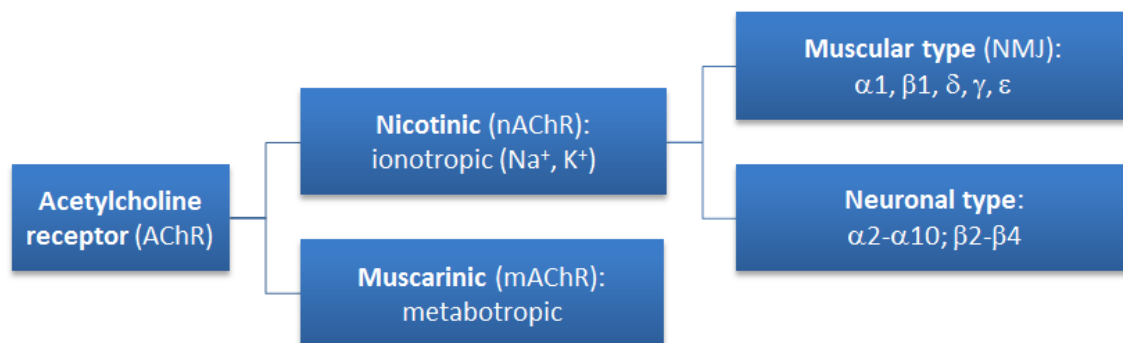 Acetylcholine
receptor (AChR)
Nicotinic (nAChR):
ionotropic (Na⁺, K⁺)
Muscarinic (mAChR):
metabotropic
Muscular type (NMJ):
α1, β1, δ, γ, ε
Neuronal type:
α2-α10; β2-β4